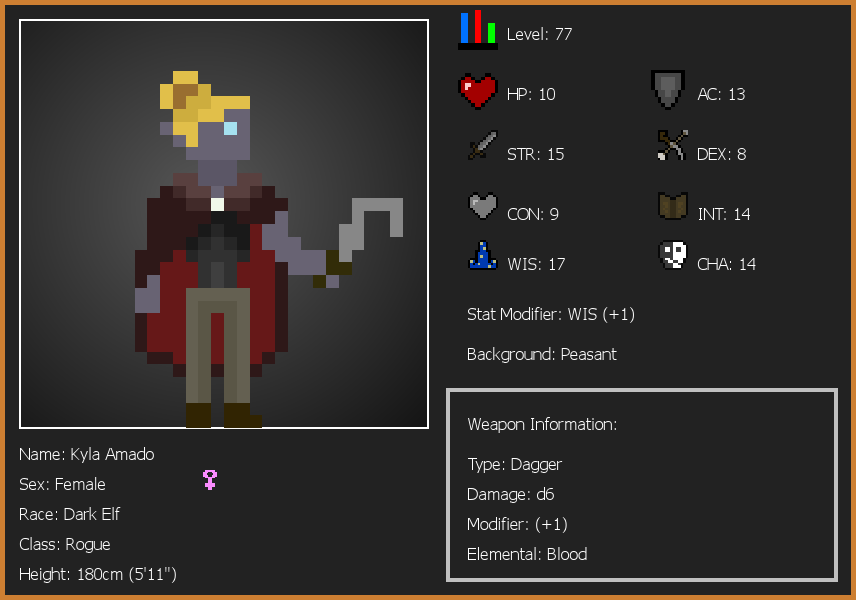 Level: 77
HP: 10
AC: 13
STR: 15
DEX: 8
CON: 9
INT: 14
WIS: 17
CHA: 14
Stat Modifier: WIS (+1)
Background: Peasant
Weapon Information:
Type: Dagger
Damage: d6
Modifier: (+1)
Elemental: Blood
Name: Kyla Amado
Sex: Female
Race: Dark Elf
Class: Rogue
Height: 180cm (5'11")